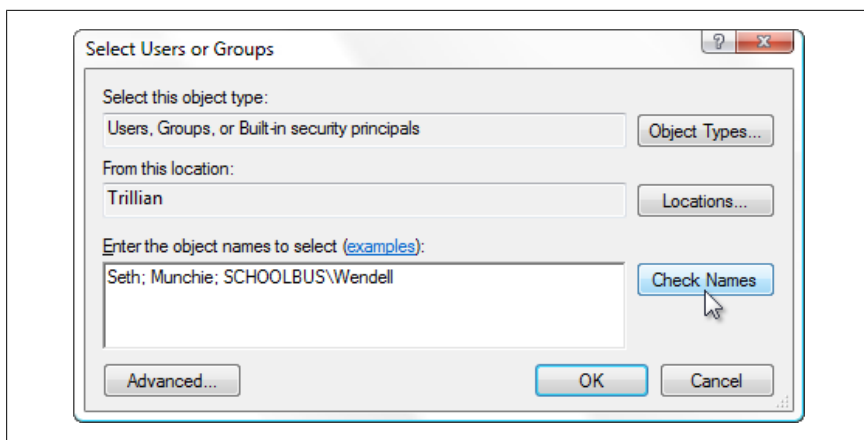 Select Users or Groups
Select this object type:
Users, Groups, or Built-in security principals
Object Types...
From this location:
Trillian
Locations...
Enter the object names to select (examples):
Seth; Munchie; SCHOOLBUS\Wendell
Check Names
Advanced...
OK
Cancel